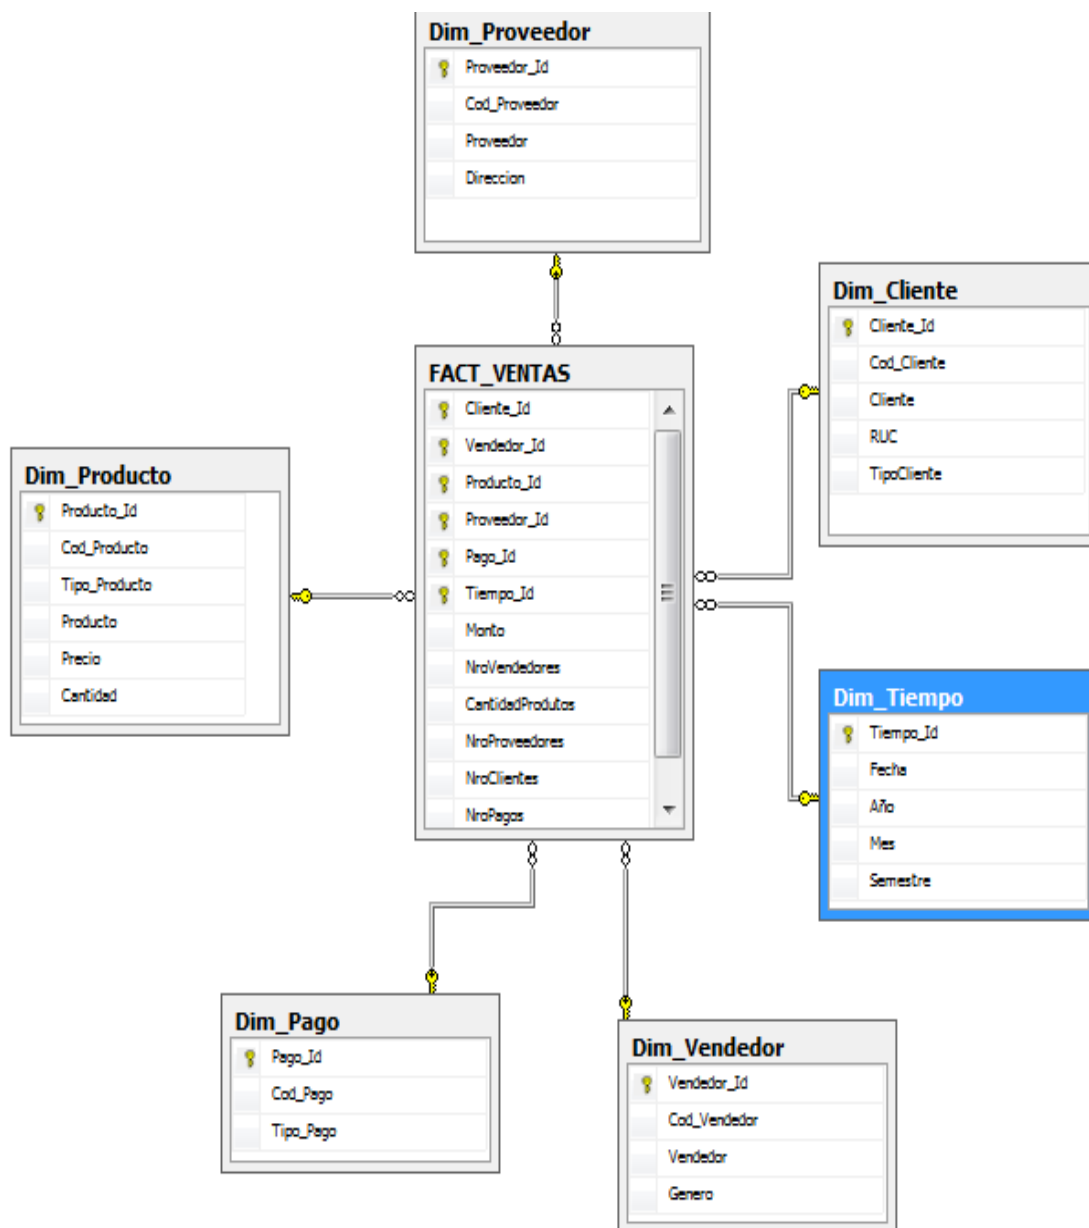 Dim_Proveedor
Proveedor_Id
Cod_Proveedor
Proveedor
Direccion
Dim_Cliente
Cliente_Id
Cod_Cliente
Cliente
RUC
TipoCliente
FACT_VENTAS
Cliente_Id
Vendedor_Id
Producto_Id
Proveedor_Id
Pago_Id
Tiempo_Id
Monto
NroVendedores
CantidadProdutos
NroProveedores
NroClientes
NroPagos
Dim_Producto
Producto_Id
Cod_Producto
Tipo_Producto
Producto
Precio
Cantidad
Dim_Tiempo
Tiempo_Id
Fecha
Año
Mes
Semestre
Dim_Pago
Pago_Id
Cod_Pago
Tipo_Pago
Dim_Vendedor
Vendedor_Id
Cod_Vendedor
Vendedor
Genero